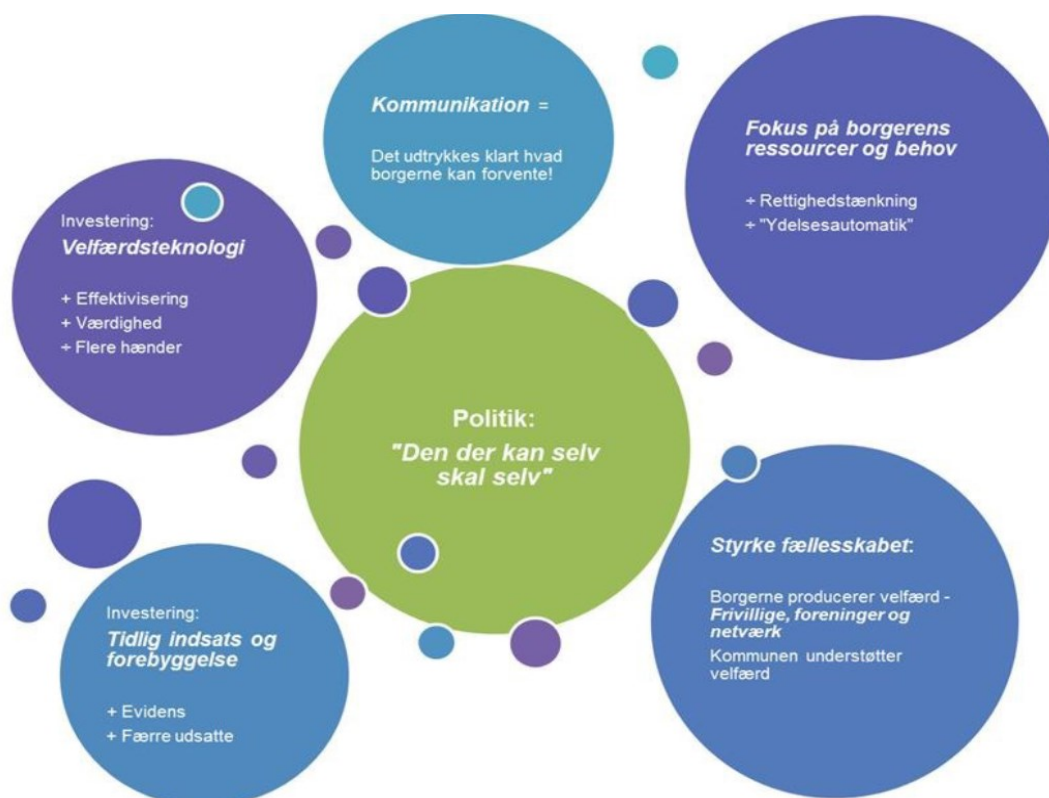 Kommunikation =
Det udtrykkes klart hvad
borgerne kan forvente!
Fokus på borgerens
ressourcer og behov
÷ Rettighedstænkning
÷ "Ydelsesautomatik"
Investering:
Velfærdsteknologi
+ Effektivisering
+ Værdighed
÷ Flere hænder
Politik:
"Den der kan selv
skal selv"
Styrke fællesskabet:
Borgerne producerer velfærd -
Frivillige, foreninger og
netværk
Kommunen understøtter
velfærd
Investering:
Tidlig indsats og
forebyggelse
+ Evidens
+ Færre udsatte